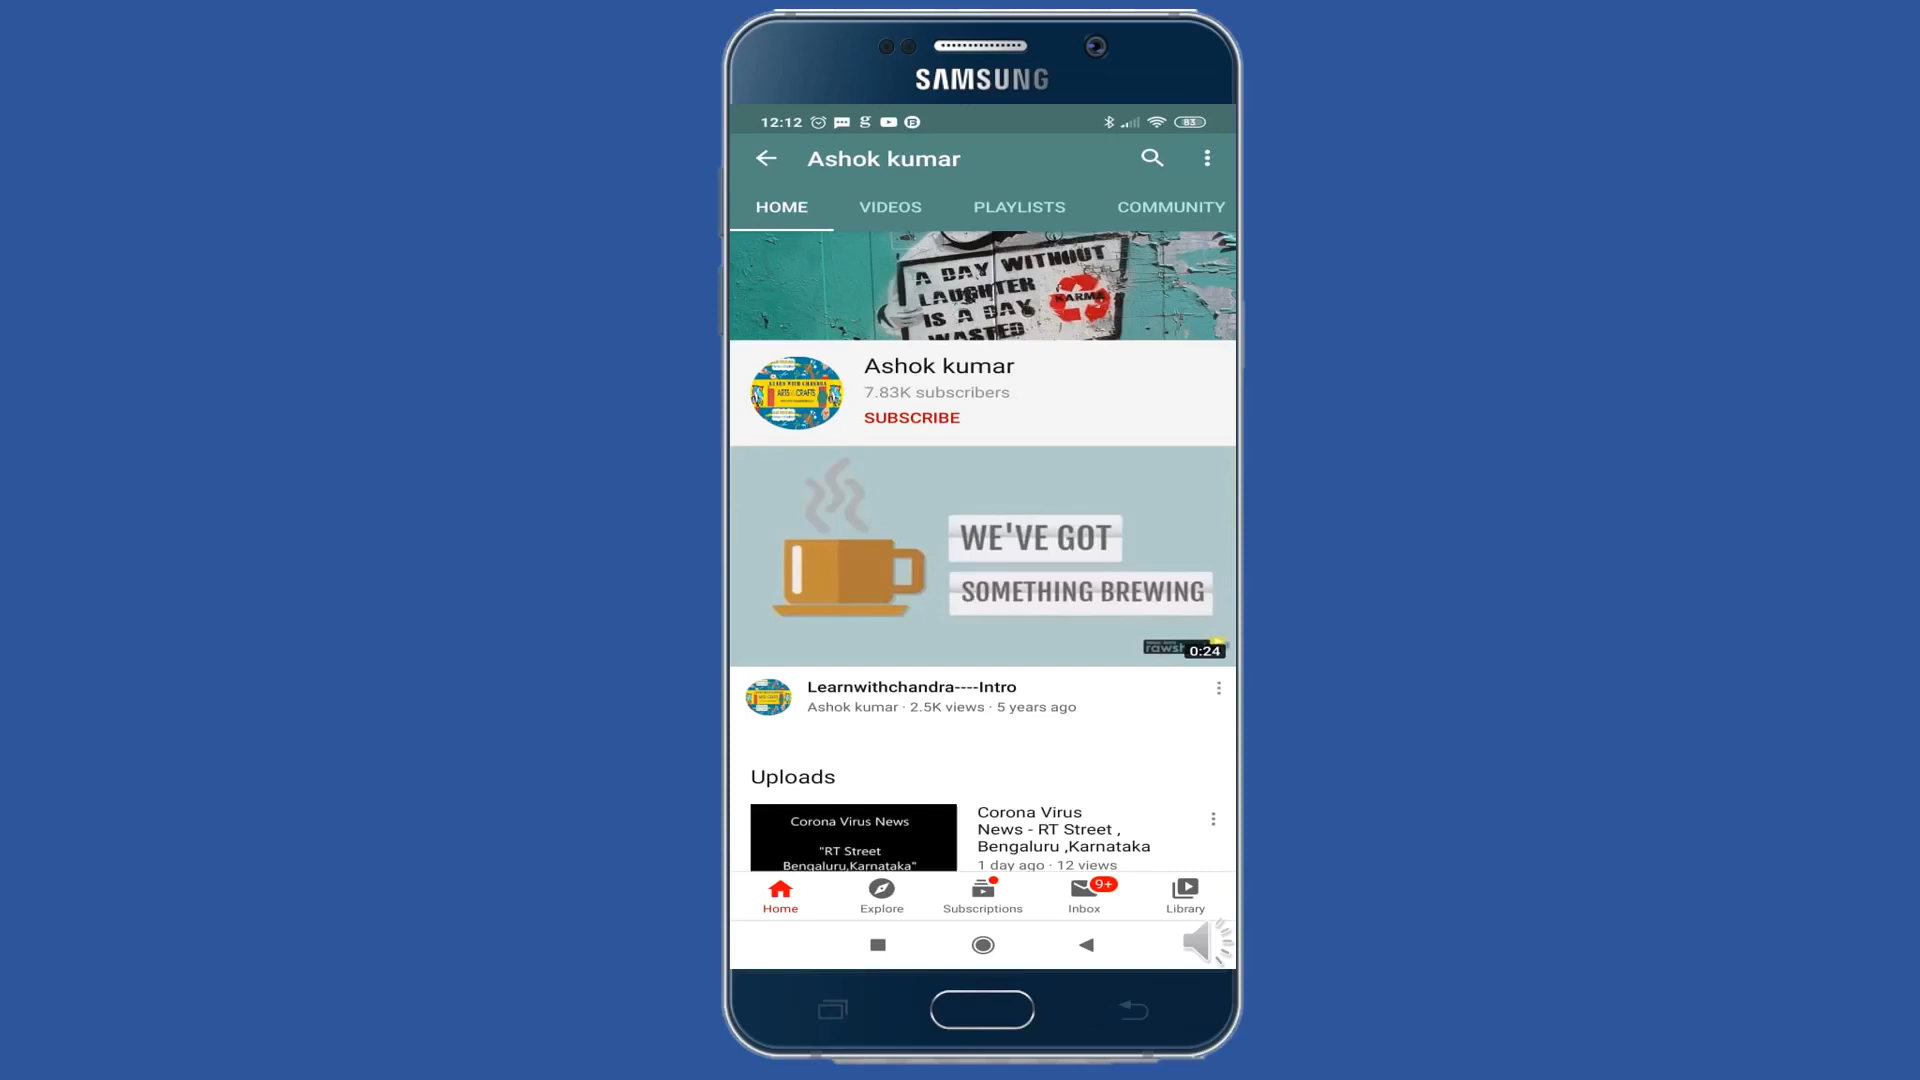 SAMSUNG
12:12
83
Ashok kumar
HOME VIDEOS PLAYLISTS COMMUNITY
A DAY WITHOUT
LAUGHTER
IS A DAY
WASTED
KARMA
Ashok kumar
7.83K subscribers
SUBSCRIBE
ARTS CRAFTS
WE'VE GOT
SOMETHING BREWING
0:24
Learnwithchandra----Intro
Ashok kumar · 2.5K views · 5 years ago
Uploads
Corona Virus News
"RT Street
Bengaluru,Karnataka"
Corona Virus
News - RT Street ,
Bengaluru ,Karnataka
1 day ago · 12 views
9+
Home Explore Subscriptions Inbox Library